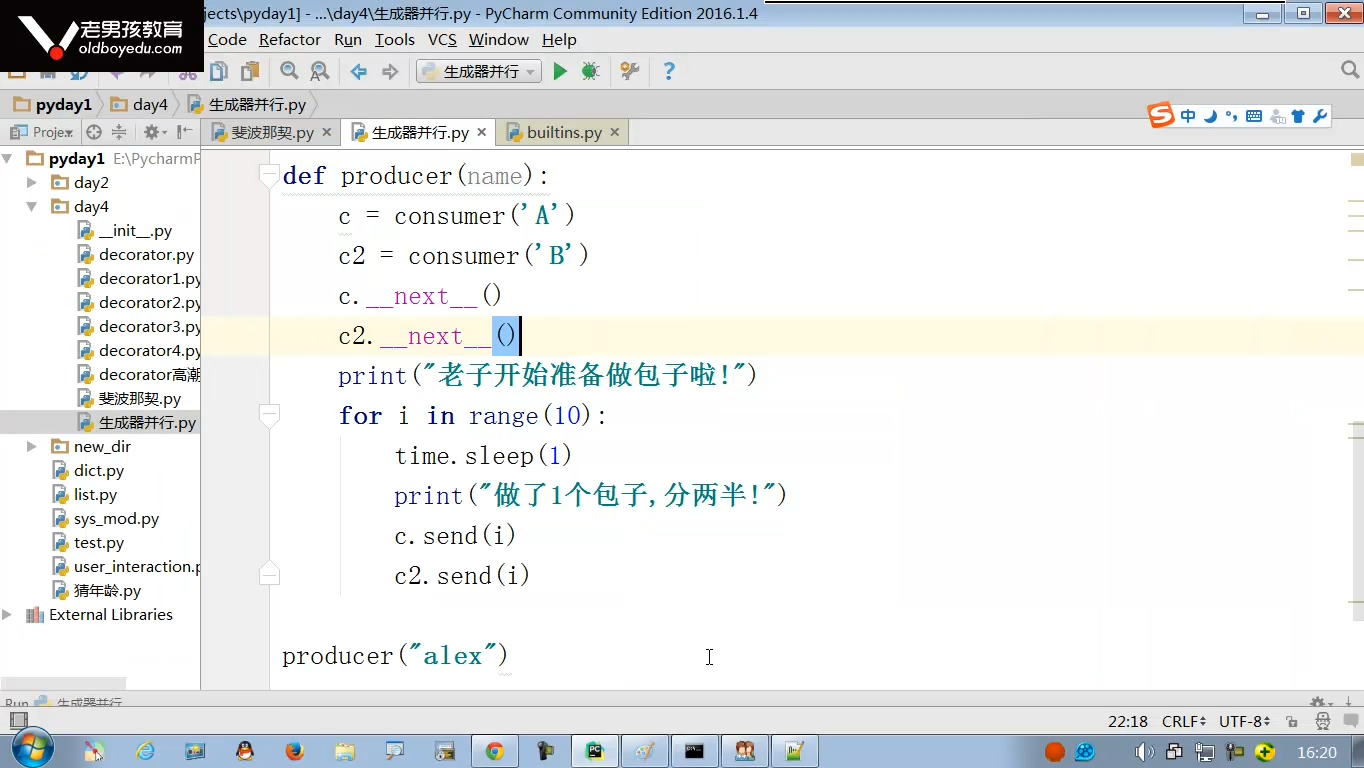 老男孩教育
oldboyedu.com
jects\pyday1] - ...\day4\生成器并行.py - PyCharm Community Edition 2016.1.4
Code Refactor Run Tools VCS Window Help
生成器并行
pyday1 day4 生成器并行.py
中
Proje 斐波那契.py 生成器并行.py builtins.py
pyday1 E:\PycharmP
day2
day4
__init__.py
decorator.py
decorator1.py
decorator2.py
decorator3.py
decorator4.py
decorator高潮
斐波那契.py
生成器并行.py
new_dir
dict.py
list.py
sys_mod.py
test.py
user_interaction.p
猜年龄.py
External Libraries
def producer(name):
    c = consumer('A')
    c2 = consumer('B')
    c.__next__()
    c2.__next__()
    print("老子开始准备做包子啦!")
    for i in range(10):
        time.sleep(1)
        print("做了1个包子,分两半!")
        c.send(i)
        c2.send(i)
producer("alex")
Run 生成器并行
22:18 CRLF UTF-8
16:20